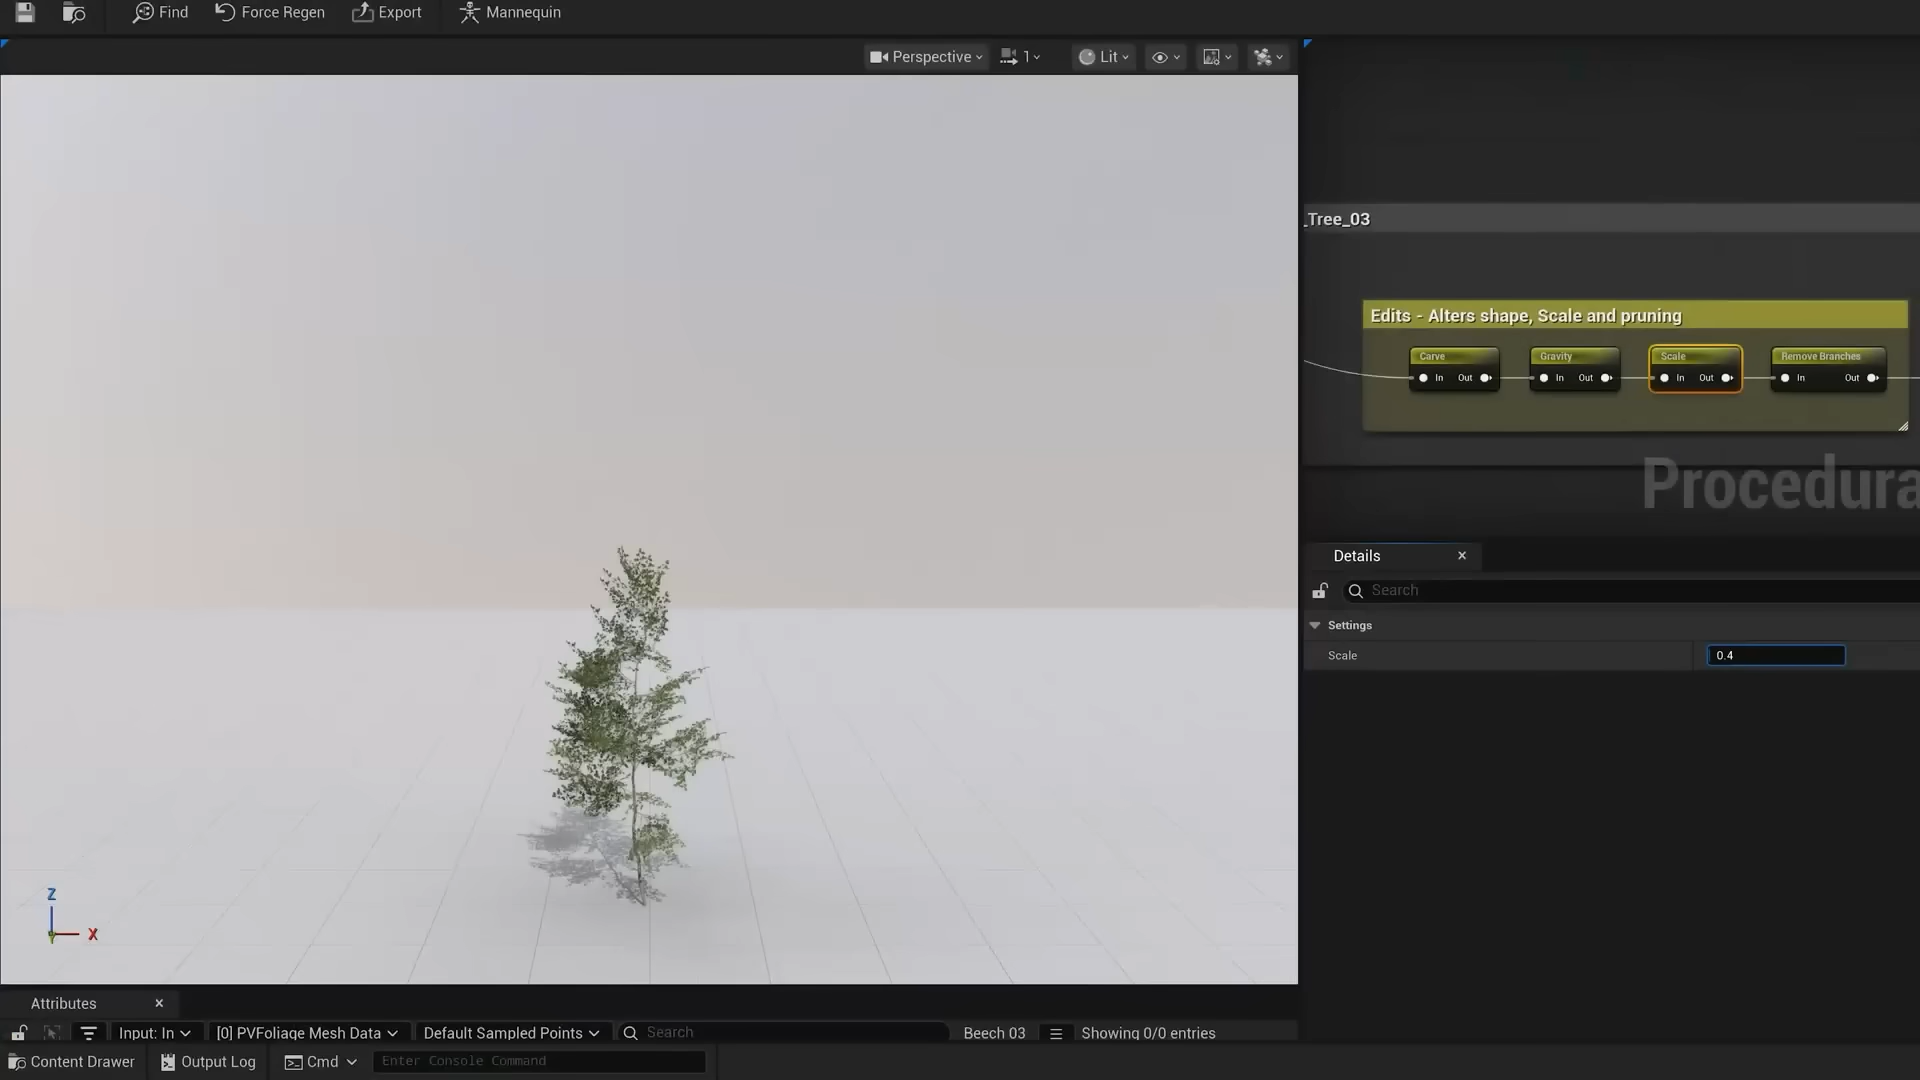 Find
Force Regen
Export
Mannequin
Perspective
1
Lit
_Tree_03
Edits - Alters shape, Scale and pruning
Carve
In Out
Gravity
In Out
Scale
In Out
Remove Branches
In Out
Procedura
Details
Search
Settings
Scale
0.4
Z
X
Y
Attributes
Input: In
[0] PVFoliage Mesh Data
Default Sampled Points
Search
Beech 03
Showing 0/0 entries
Content Drawer
Output Log
Cmd
Enter Console Command